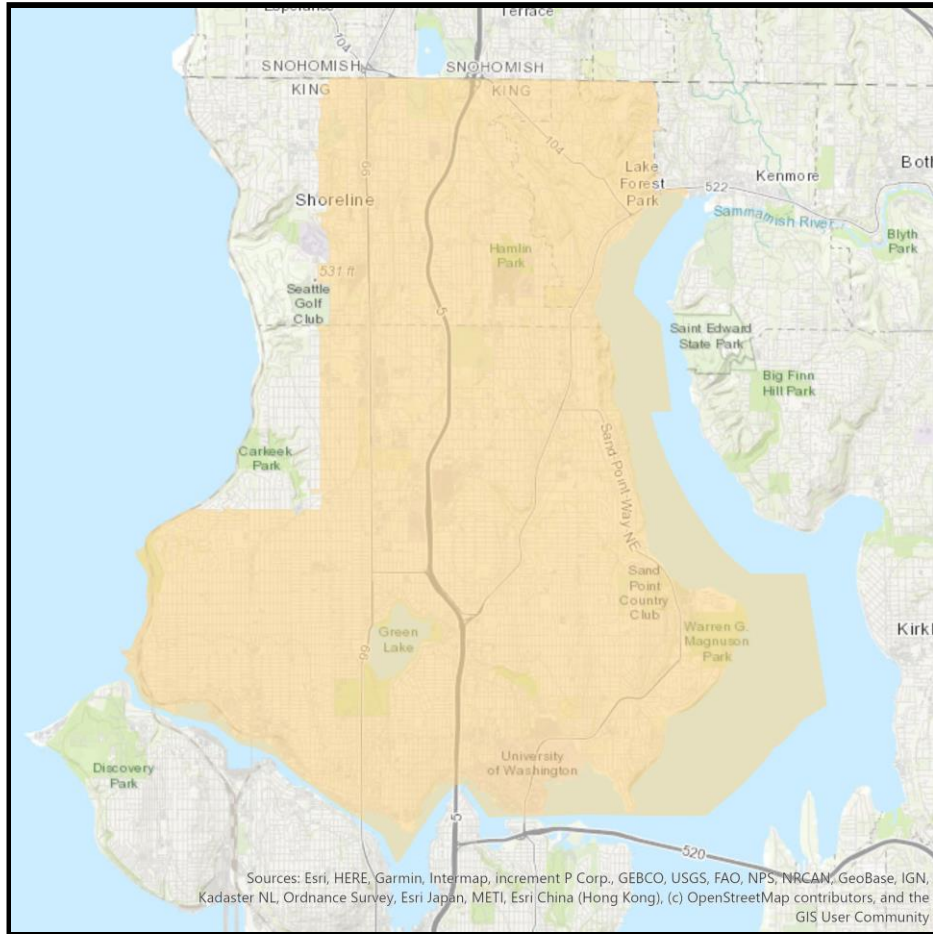 Esperance
Terrace
104
SNOHOMISH
SNOHOMISH
KING
KING
99
104
Lake
Forest
Park
Kenmore
Both
522
Shoreline
Sammamish River
Blyth
Park
Hamlin
Park
531 ft
Seattle
Golf
Club
5
Saint Edward
State Park
Big Finn
Hill Park
Carkeek
Park
Sand Point Way NE
Sand
Point
Country
Club
Green
Lake
Warren G.
Magnuson
Park
Kirkl
99
University
of Washington
Discovery
Park
5
520
Sources: Esri, HERE, Garmin, Intermap, increment P Corp., GEBCO, USGS, FAO, NPS, NRCAN, GeoBase, IGN,
Kadaster NL, Ordnance Survey, Esri Japan, METI, Esri China (Hong Kong), (c) OpenStreetMap contributors, and the
GIS User Community